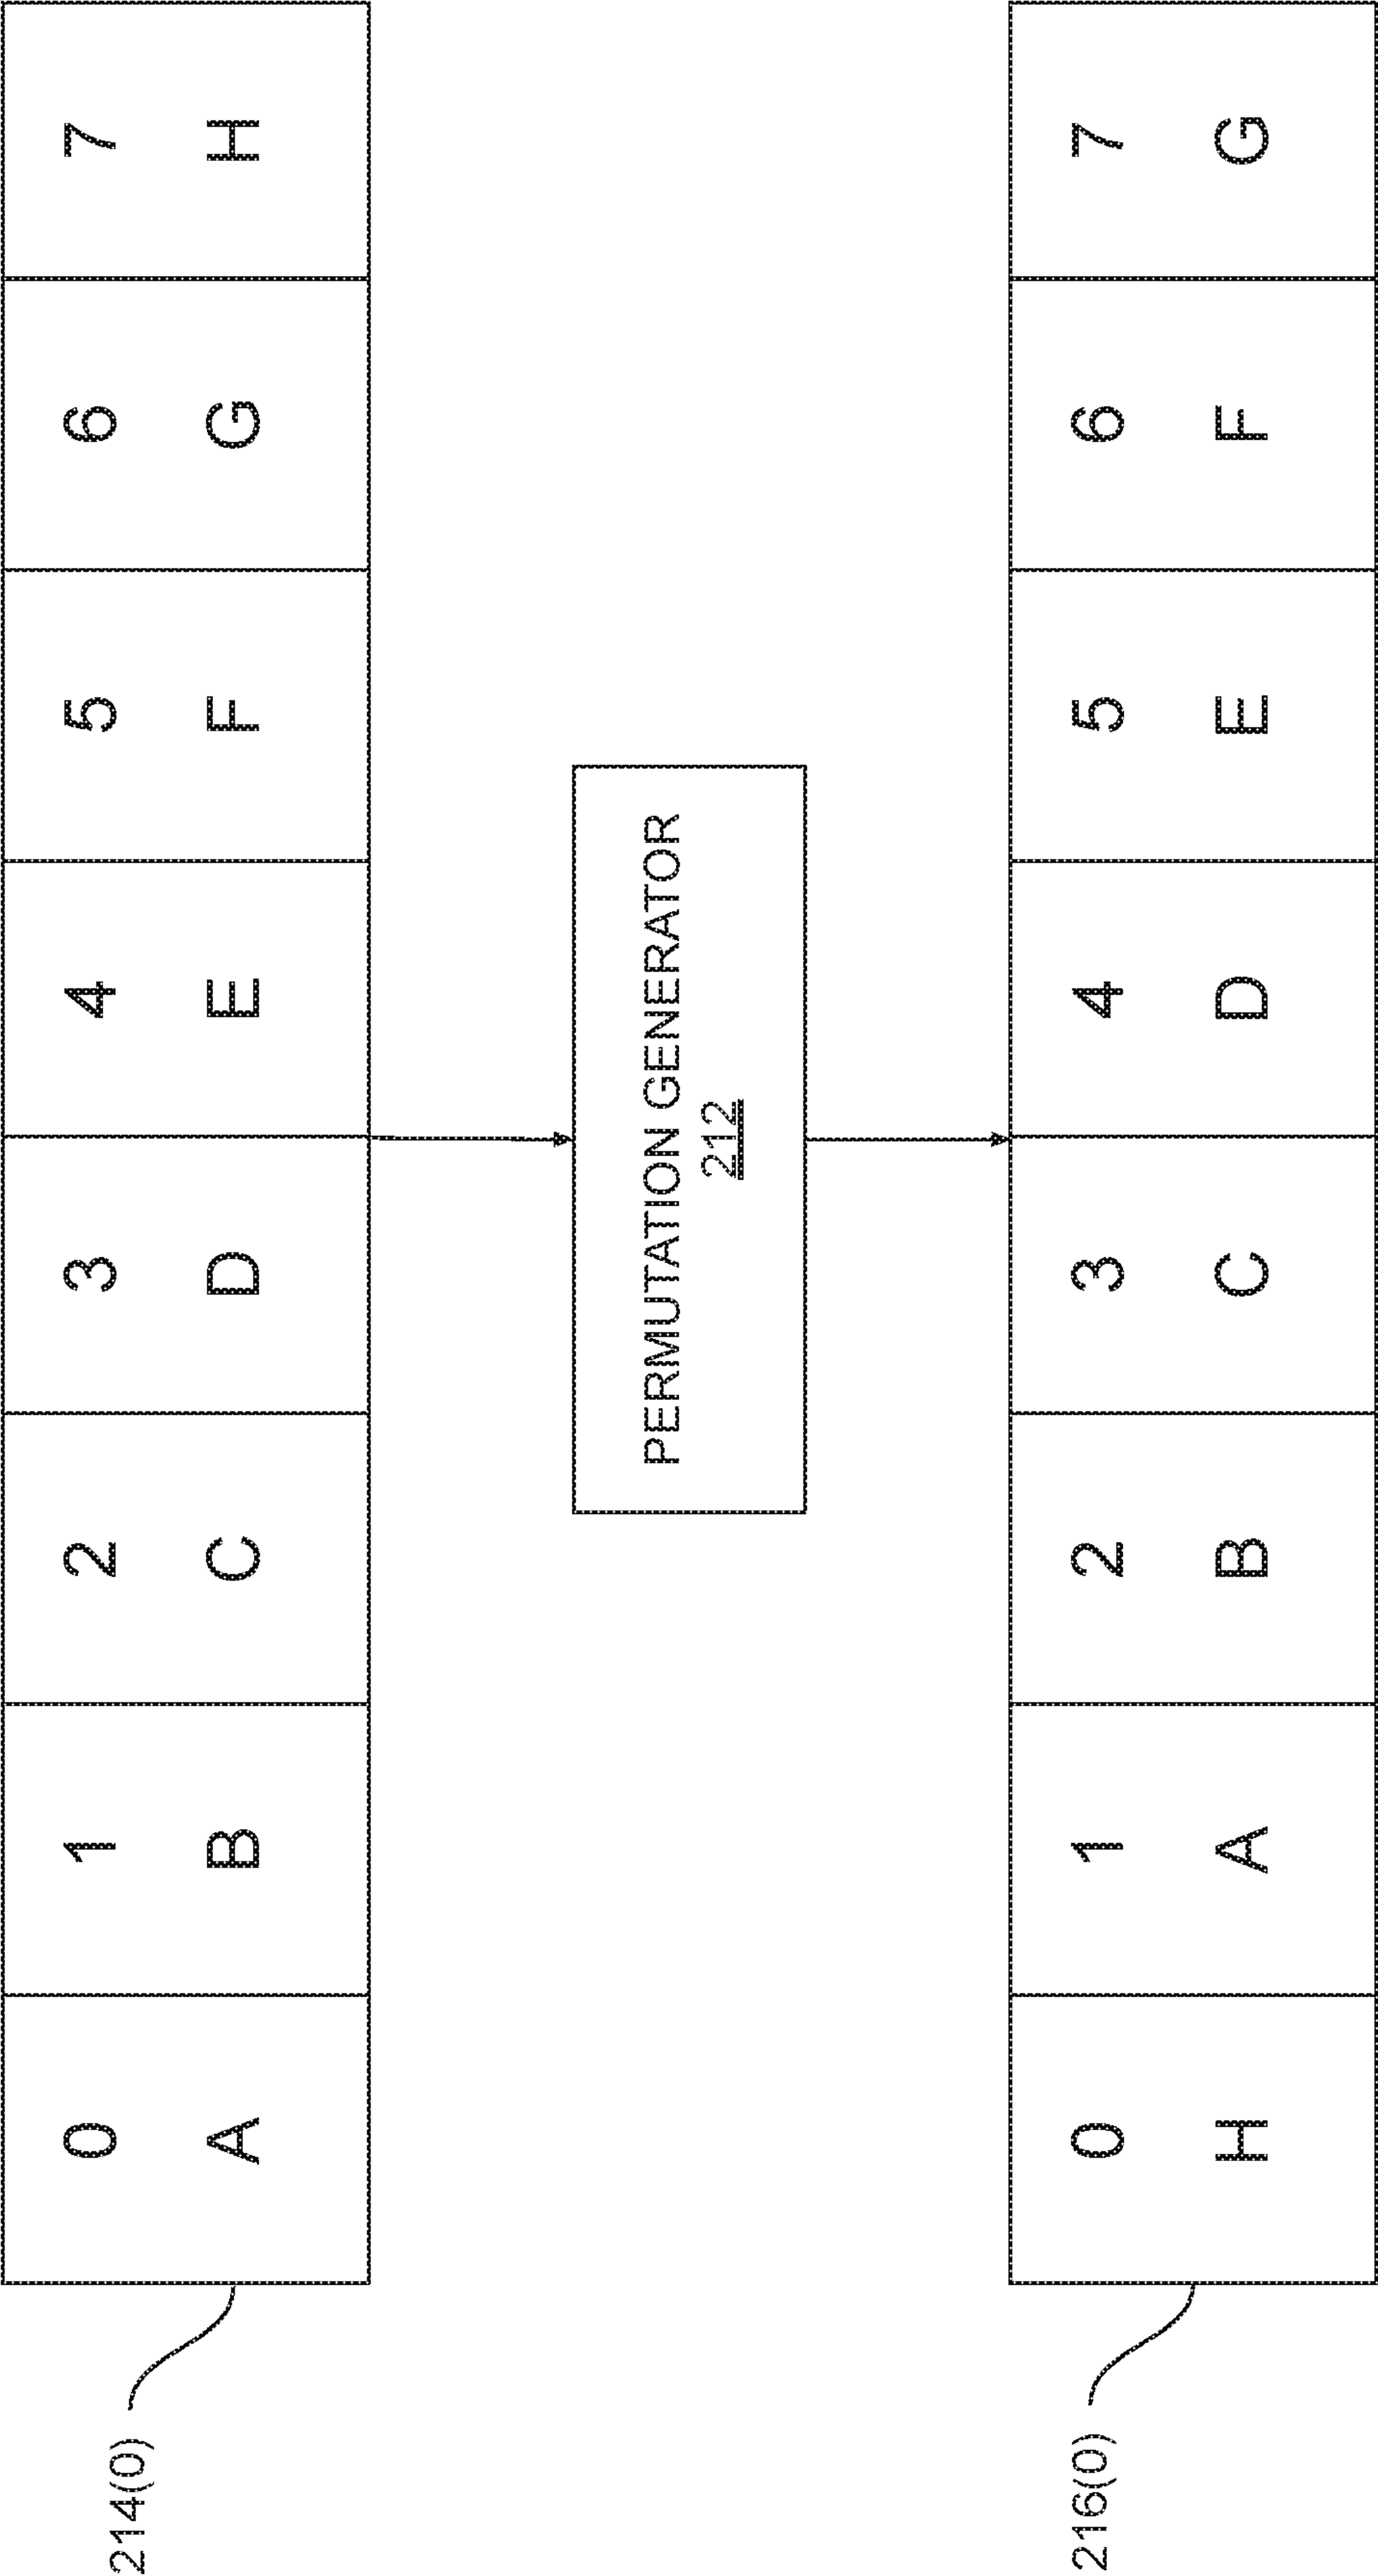 0 1 2 3 4 5 6 7
A B C D E F G H
214(0)
PERMUTATION GENERATOR
212
0 1 2 3 4 5 6 7
H A B C D E F G
216(0)